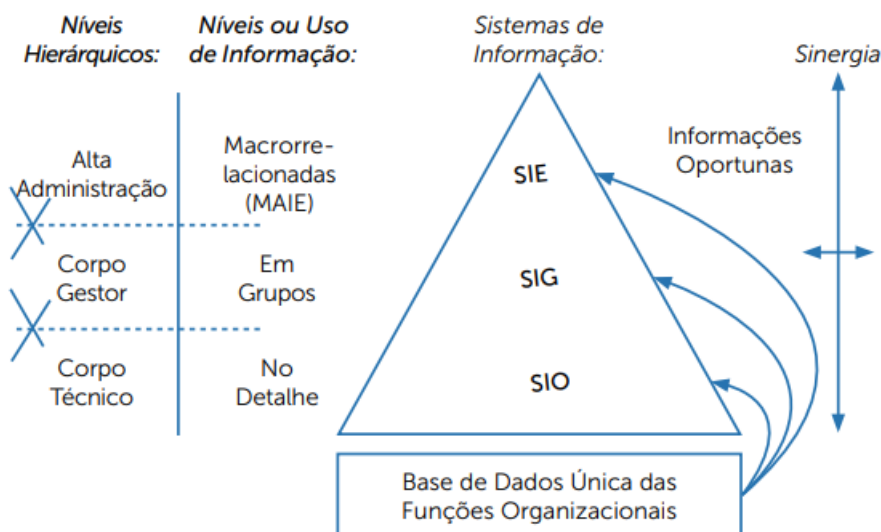 Níveis
Hierárquicos:
Níveis ou Uso
de Informação:
Sistemas de
Informação:
Sinergia
Alta
Administração
Macrorre-
lacionadas
(MAIE)
SIE
Informações
Oportunas
Corpo
Gestor
Em
Grupos
SIG
Corpo
Técnico
No
Detalhe
SIO
Base de Dados Única das
Funções Organizacionais